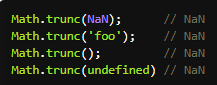 Math.trunc(NaN);      // NaN
Math.trunc('foo');    // NaN
Math.trunc();         // NaN
Math.trunc(undefined) // NaN